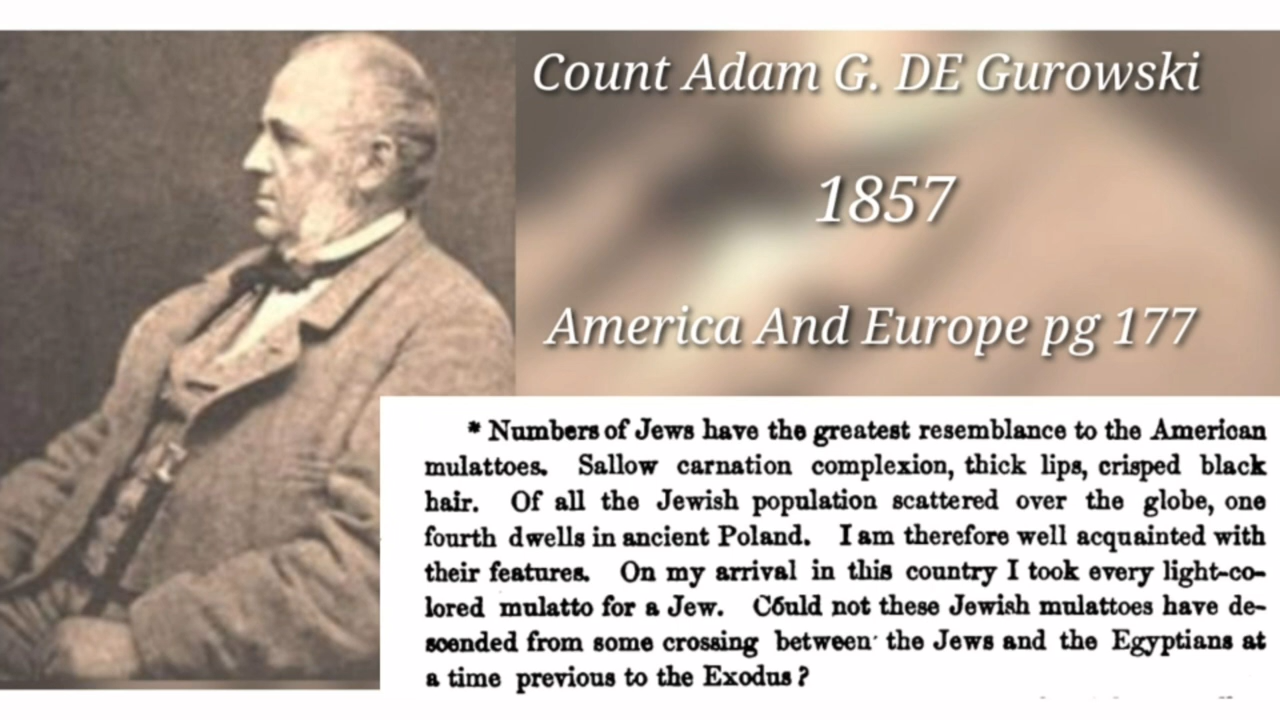 Count Adam G. DE Gurowski
1857
America And Europe pg 177
* Numbers of Jews have the greatest resemblance to the American
mulattoes. Sallow carnation complexion, thick lips, crisped black
hair. Of all the Jewish population scattered over the globe, one
fourth dwells in ancient Poland. I am therefore well acquainted with
their features. On my arrival in this country I took every light-co-
lored mulatto for a Jew. Could not these Jewish mulattoes have de-
scended from some crossing between the Jews and the Egyptians at
a time previous to the Exodus?